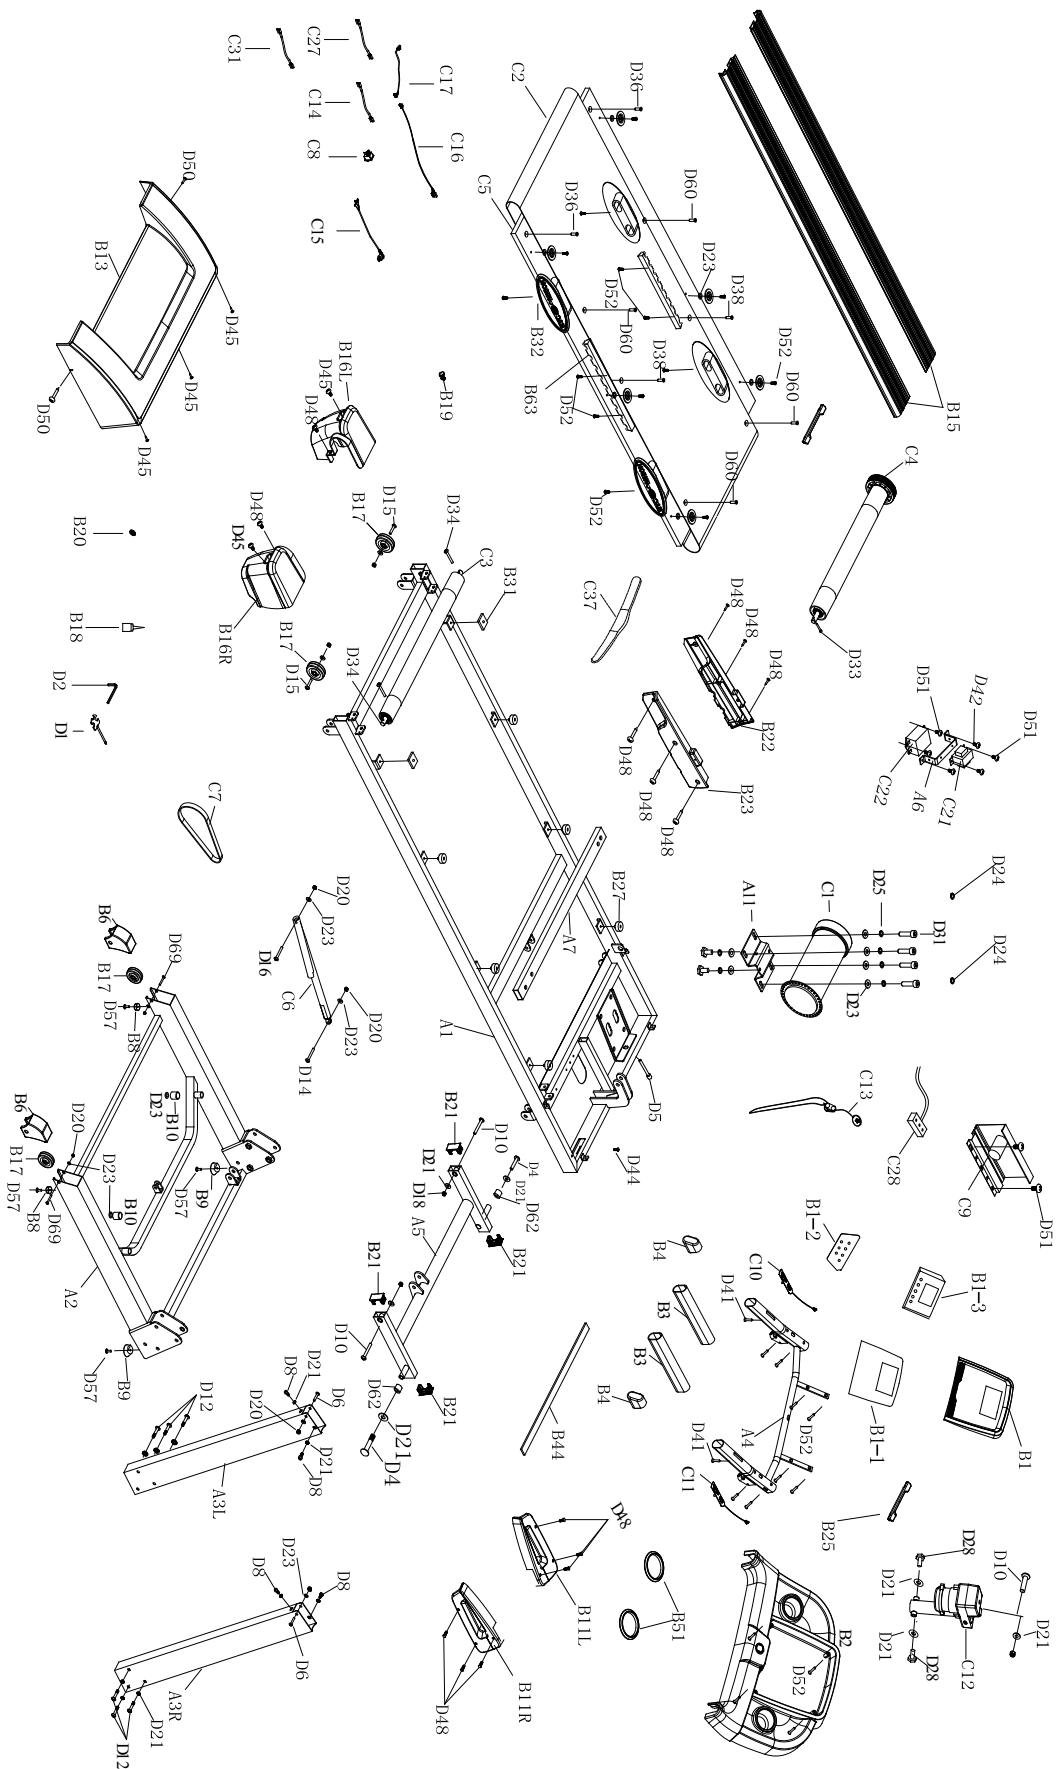 C31
C27
C17
C14
C16
C8
C15
C2
D36
C5
D36
D60
D23
D38
D52
D60
B32
D38
D52
D60
B63
D52
D60
D52
B15
C4
D33
D50
B13
D45
D45
D50
D45
B16L
D45
D48
B19
B20
D48
D45
B16R
B18
D2
D1
D15
B17
D34
C3
B31
B17
D15
D34
C37
D48
D48
D48
B22
D48
D48
D48
B23
D51
D42
D51
C22
A6
C21
C7
D20
D23
D16
C6
D20
D23
D14
A1
A7
B27
D5
D44
A11
C1
D25
D31
D24
D24
D23
C13
C28
C9
D51
B6
D69
B17
D57
B8
D23
B10
B6
D20
B17
D23
D57
B8
D69
B10
D57
B9
A2
D57
B9
B21
D10
D21
D18
D4
D21
D62
A5
B21
B21
D10
D62
B21
D21
D4
D12
D8
D21
D6
D20
D21
D8
A3L
D8
D23
D8
D6
A3R
D21
D12
B4
B3
B3
B4
B44
C10
D41
D41
C11
A4
D52
B1-2
B1-3
B1-1
B1
B25
D48
B11L
B51
B11R
D48
B2
D52
D28
D21
D10
D21
D21
D28
C12